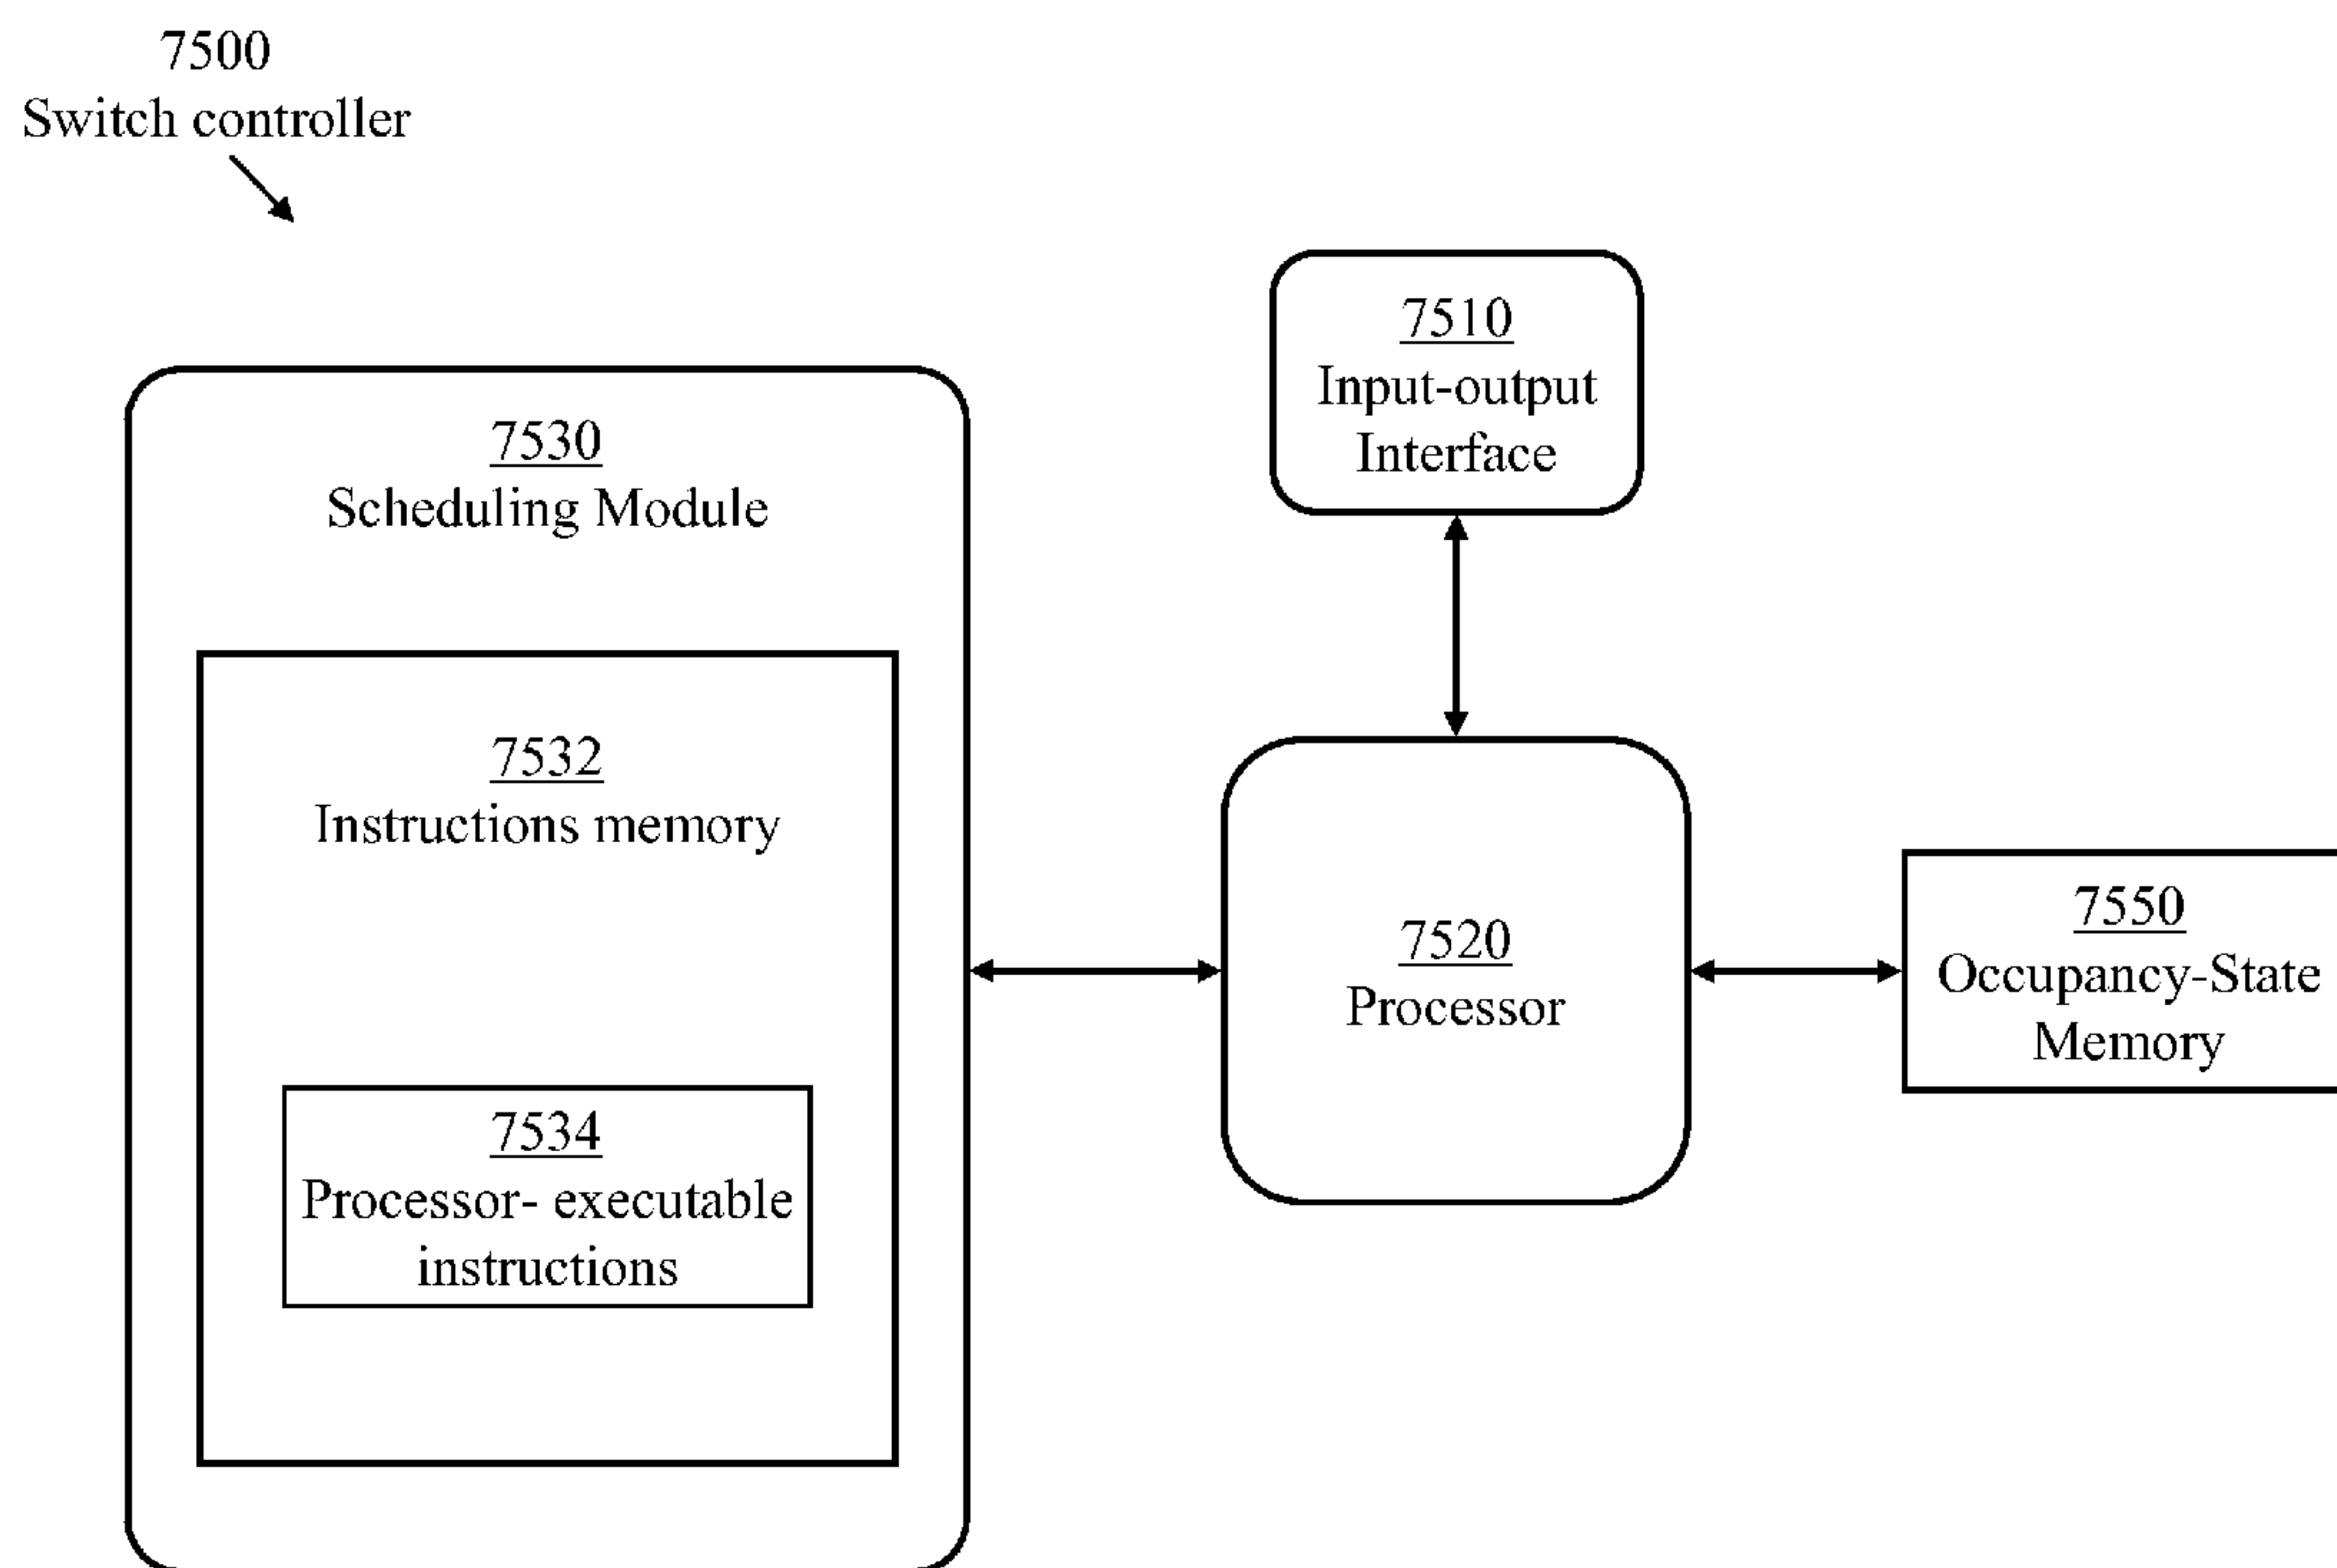 7500
Switch controller
7510
Input-output
Interface
7530
Scheduling Module
7532
Instructions memory
7520
Processor
7550
Occupancy-State
Memory
7534
Processor- executable
instructions